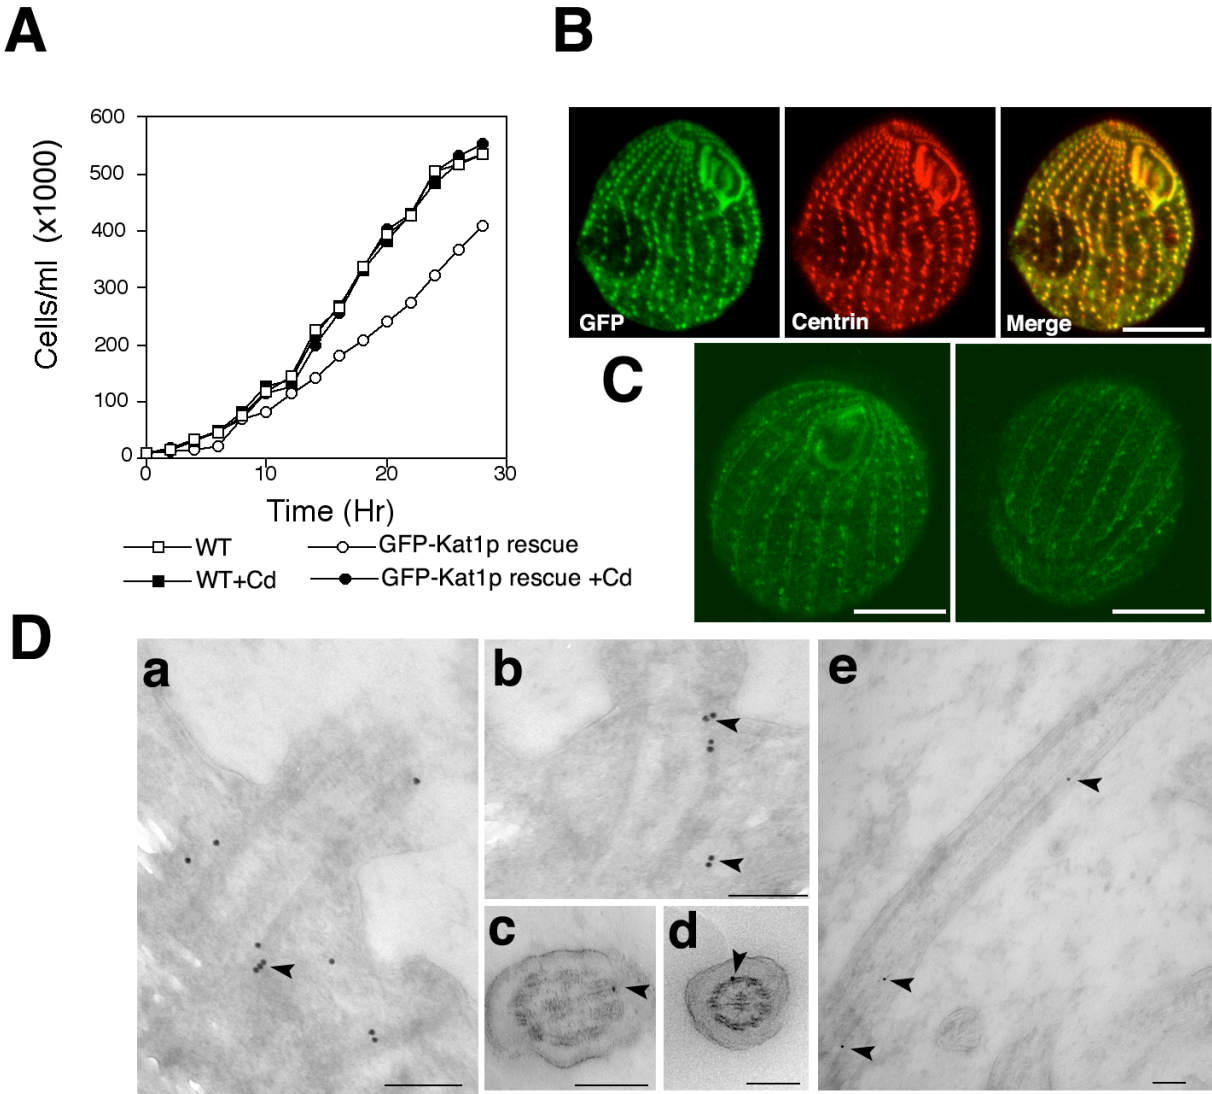 A
B
600
500
400
300
200
100
0
Cells/ml (x1000)
0 10 20 30
Time (Hr)
WT
GFP-Kat1p rescue
WT+Cd
GFP-Kat1p rescue +Cd
GFP
Centrin
Merge
C
D
a
b
e
c
d